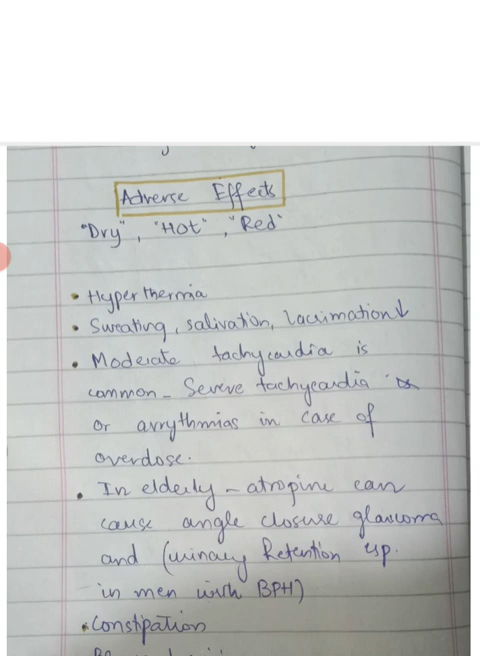 Adverse Effects
"Dry", "Hot", "Red"
• Hyperthermia
• Sweating, salivation, lacrimation↓
• Moderate tachycardia is
common - Severe tachycardia
or arrythmias in case of
overdose.
• In elderly - atropine can
cause angle closure glaucoma
and (urinary Retention esp.
in men with BPH)
• Constipation